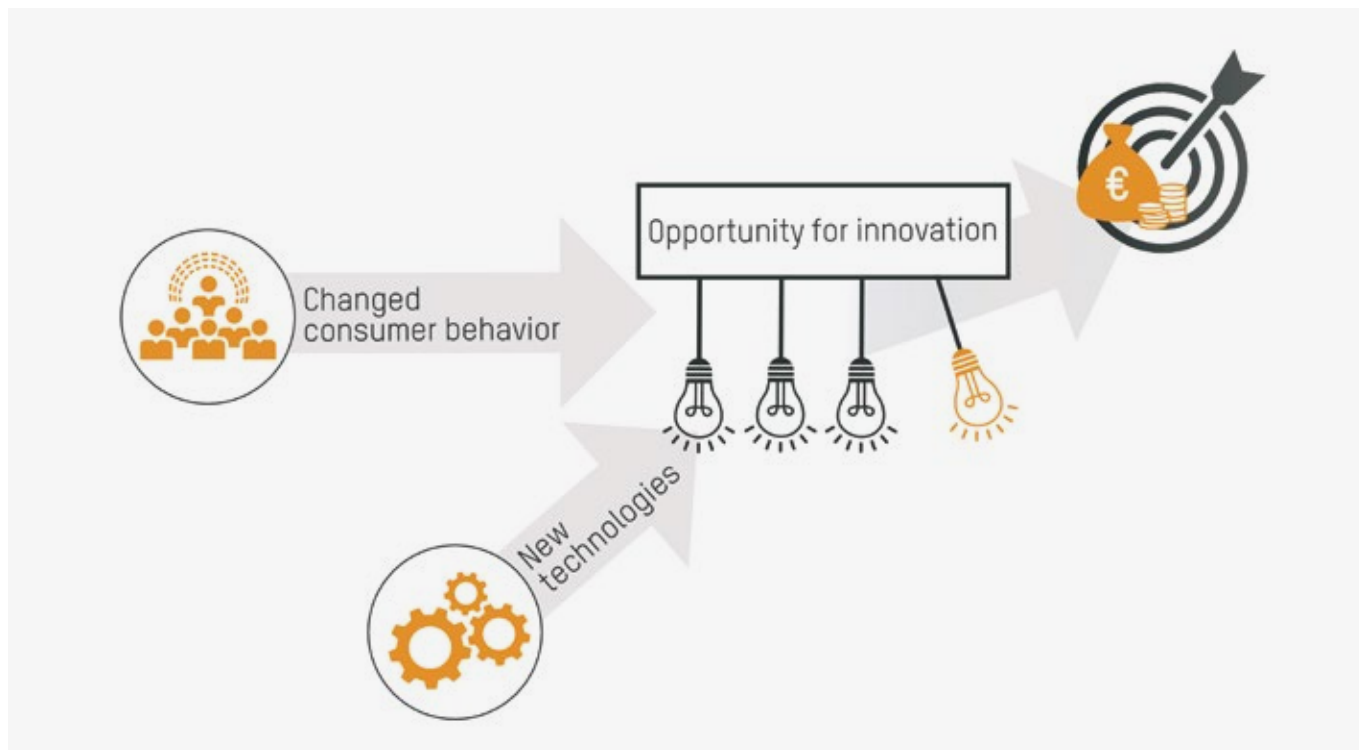 Opportunity for innovation
Changed
consumer behavior
New
technologies
€